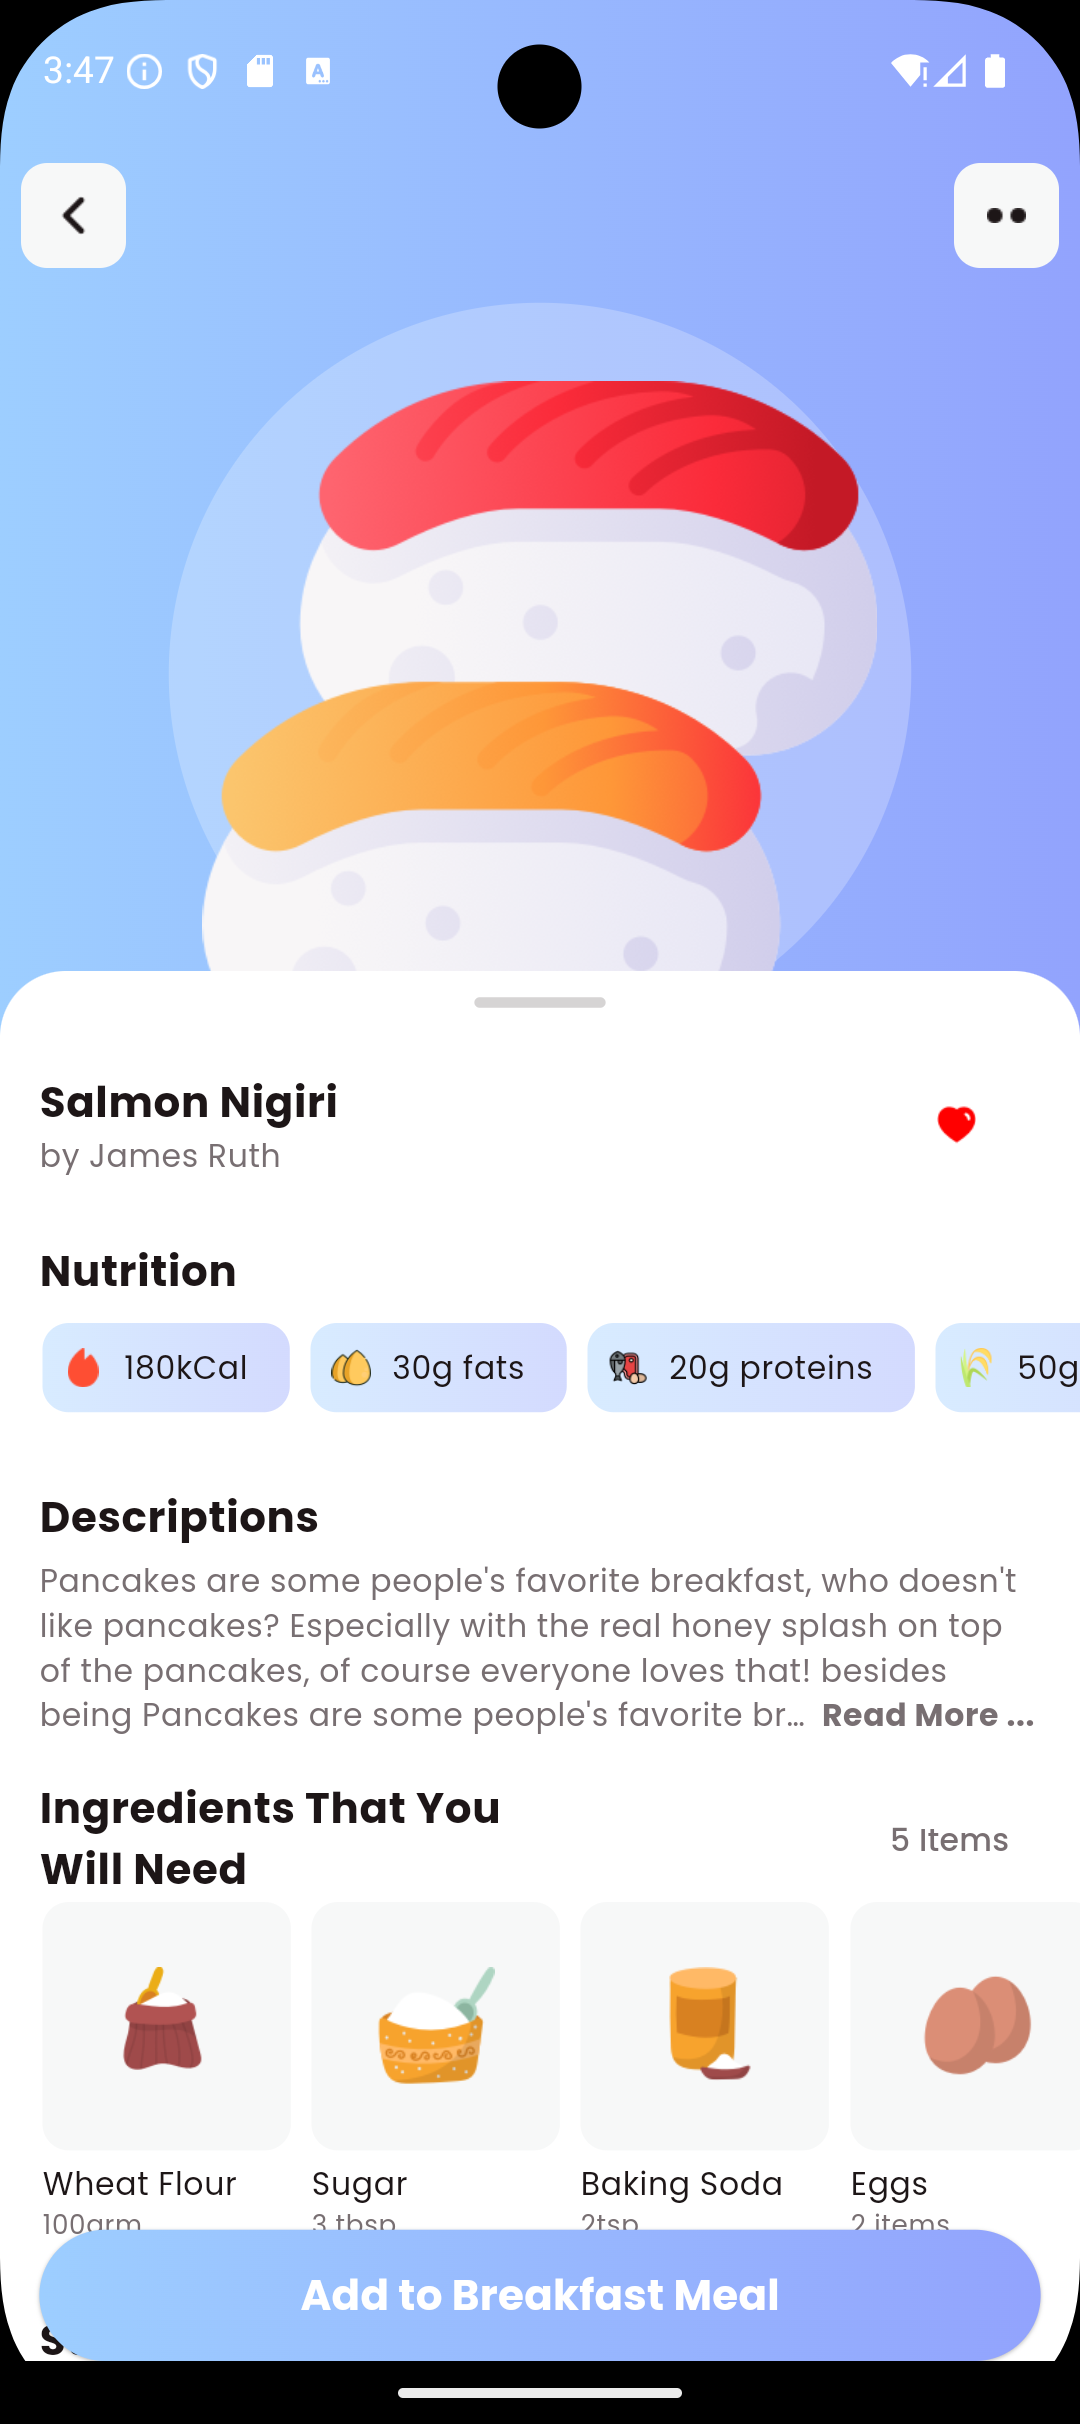 3:47
Salmon Nigiri
by James Ruth
Nutrition
180kCal 30g fats 20g proteins 50g
Descriptions
Pancakes are some people's favorite breakfast, who doesn't
like pancakes? Especially with the real honey splash on top
of the pancakes, of course everyone loves that! besides
being Pancakes are some people's favorite br... Read More ...
Ingredients That You
Will Need
5 Items
Wheat Flour Sugar Baking Soda Eggs
100grm 3 tbsp 2tsp 2 items
Add to Breakfast Meal